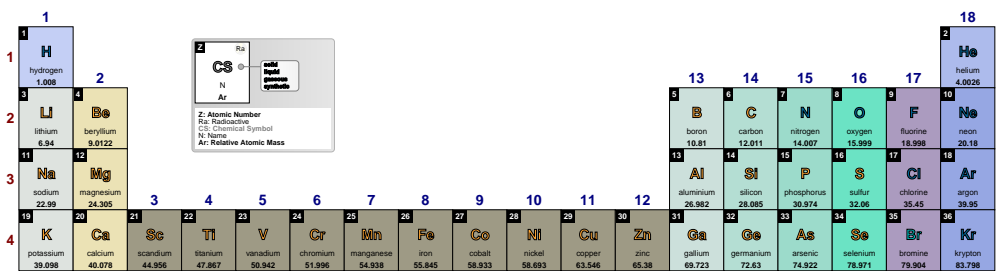 1
18
1
H
hydrogen
1.008
2
He
helium
4.0026
1
Z
Ra
CS
solid
liquid
gaseous
synthetic
N
Ar
Z: Atomic Number
Ra: Radioactive
CS: Chemical Symbol
N: Name
Ar: Relative Atomic Mass
2
13
14
15
16
17
2
3
Li
lithium
6.94
4
Be
beryllium
9.0122
5
B
boron
10.81
6
C
carbon
12.011
7
N
nitrogen
14.007
8
O
oxygen
15.999
9
F
fluorine
18.998
10
Ne
neon
20.18
3
11
Na
sodium
22.99
12
Mg
magnesium
24.305
3
4
5
6
7
8
9
10
11
12
13
Al
aluminium
26.982
14
Si
silicon
28.085
15
P
phosphorus
30.974
16
S
sulfur
32.06
17
Cl
chlorine
35.45
18
Ar
argon
39.95
4
19
K
potassium
39.098
20
Ca
calcium
40.078
21
Sc
scandium
44.956
22
Ti
titanium
47.867
23
V
vanadium
50.942
24
Cr
chromium
51.996
25
Mn
manganese
54.938
26
Fe
iron
55.845
27
Co
cobalt
58.933
28
Ni
nickel
58.693
29
Cu
copper
63.546
30
Zn
zinc
65.38
31
Ga
gallium
69.723
32
Ge
germanium
72.63
33
As
arsenic
74.922
34
Se
selenium
78.971
35
Br
bromine
79.904
36
Kr
krypton
83.798